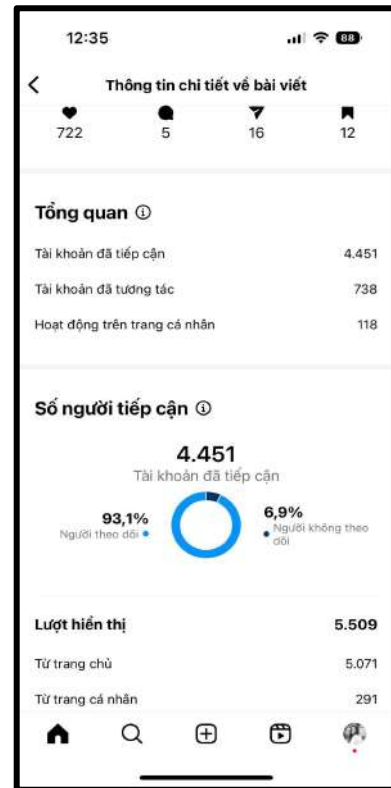 12:35
88
Thông tin chi tiết về bài viết
722 5 16 12
Tổng quan
Tài khoản đã tiếp cận 4.451
Tài khoản đã tương tác 738
Hoạt động trên trang cá nhân 118
Số người tiếp cận
4.451
Tài khoản đã tiếp cận
93,1%
Người theo dõi
6,9%
Người không theo
dõi
Lượt hiển thị 5.509
Từ trang chủ 5.071
Từ trang cá nhân 291